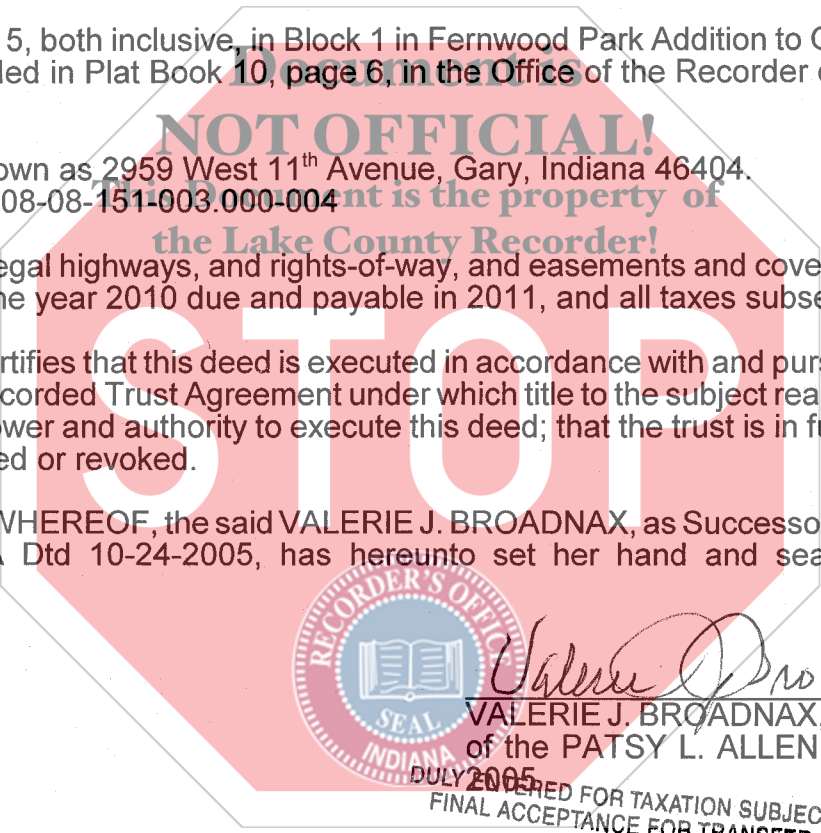 5, both inclusive, in Block 1 in Fernwood Park Addition to
Document is
led in Plat Book 10, page 6, in the Office of the Recorder
NOT OFFICIAL!
own as 2959 West 11th Avenue, Gary, Indiana 46404.
This Document is the property of
08-08-151-003.000-004
the Lake County Recorder!
egal highways, and rights-of-way, and easements and cove
ne year 2010 due and payable in 2011, and all taxes subse
STOP
rtifies that this deed is executed in accordance with and purs
corded Trust Agreement under which title to the subject rea
ower and authority to execute this deed; that the trust is in fu
ed or revoked.
WHEREOF, the said VALERIE J. BROADNAX, as Successo
Dtd 10-24-2005, has hereunto set her hand and sea
RECORDER'S OFFICE
SEAL
INDIANA
Valerie J Bro
VALERIE J. BROADNAX,
of the PATSY L. ALLEN
2005
DULY ENTERED FOR TAXATION SUBJEC
FINAL ACCEPTANCE FOR TRANSFER